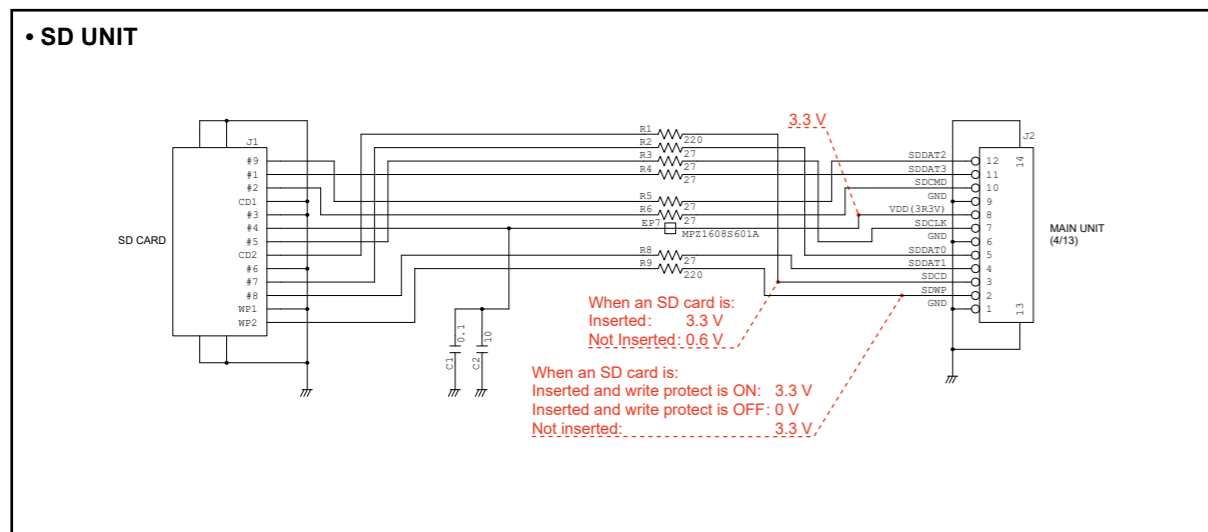 • SD UNIT
SD CARD
J1
#9
#1
#2
CD1
#3
#4
#5
CD2
#6
#7
#8
WP1
WP2
R1
220
R2
27
R3
27
R4
27
R5
27
R6
27
EP7
MPZ1608S601A
R8
27
R9
220
C1
0.1
C2
10
3.3 V
When an SD card is:
Inserted: 3.3 V
Not Inserted: 0.6 V
When an SD card is:
Inserted and write protect is ON: 3.3 V
Inserted and write protect is OFF: 0 V
Not inserted: 3.3 V
J2
14
SDDAT2 12
SDDAT3 11
SDCMD 10
GND 9
VDD(3R3V) 8
SDCLK 7
GND 6
SDDAT0 5
SDDAT1 4
SDCD 3
SDWP 2
GND 1
13
MAIN UNIT
(4/13)